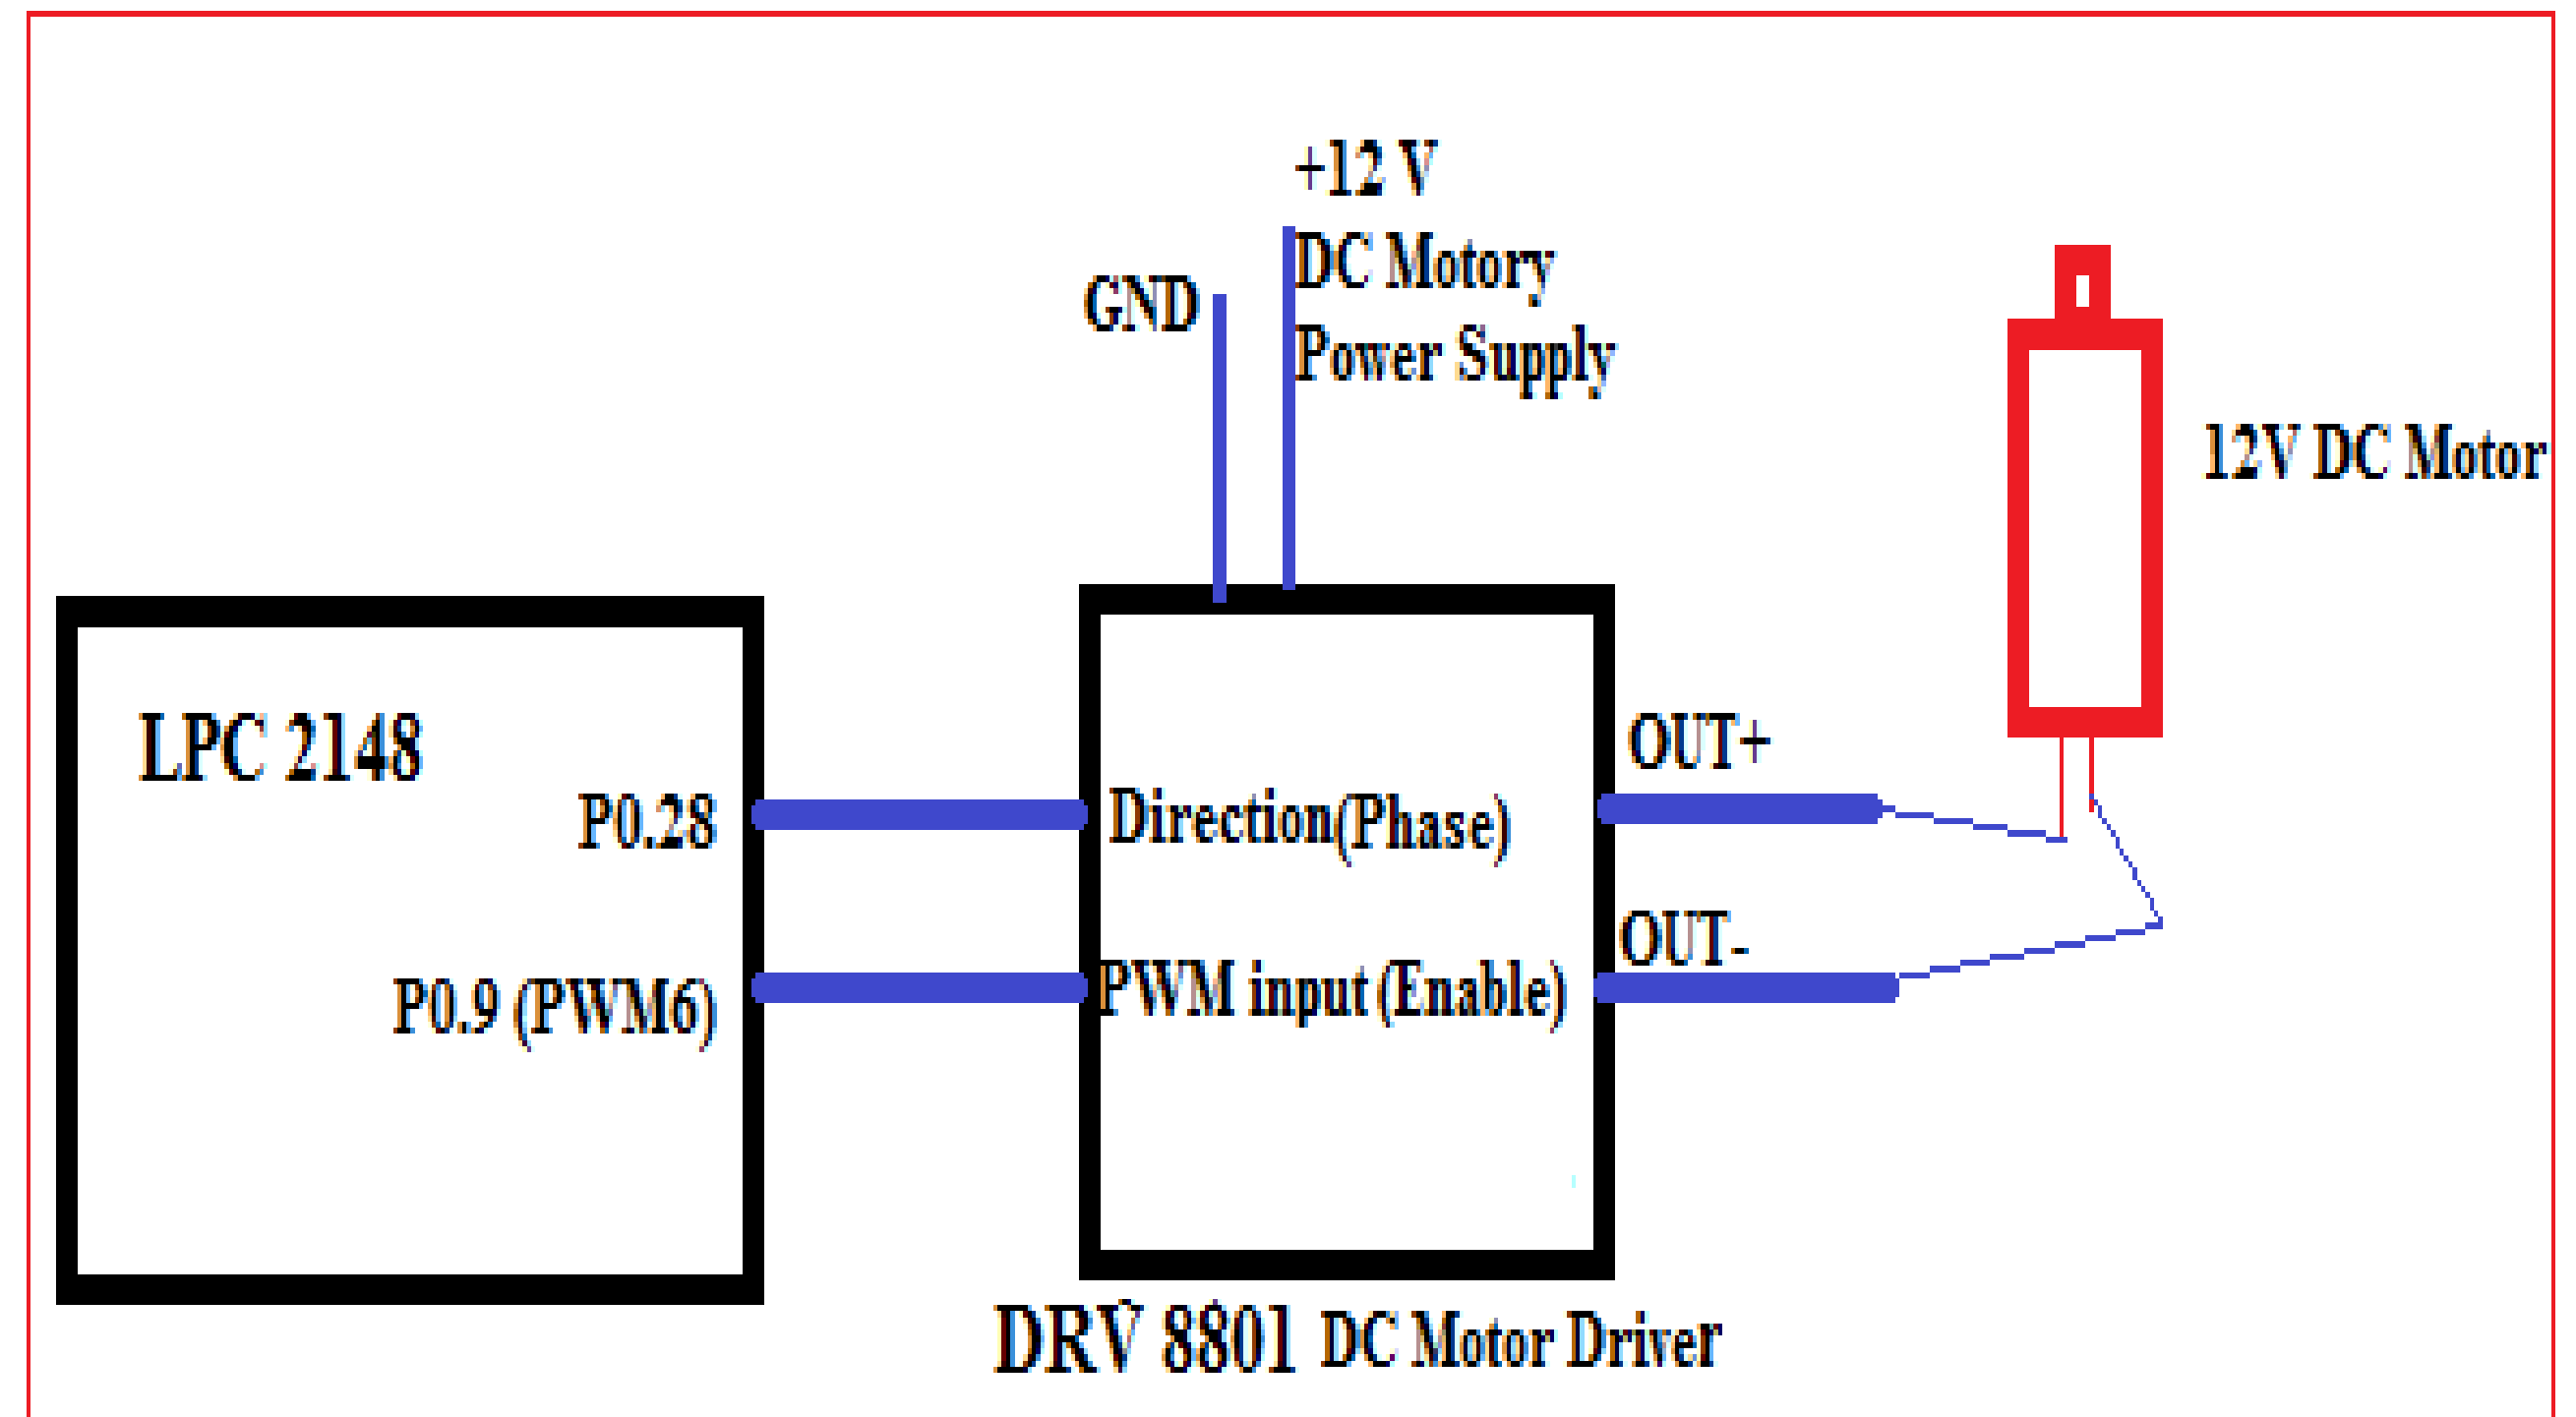 +12 V
DC Motory
Power Supply
GND
12V DC Motor
LPC 2148
P0.28
P0.9 (PWM6)
Direction(Phase)
PWM input (Enable)
OUT+
OUT-
DRV 8801 DC Motor Driver